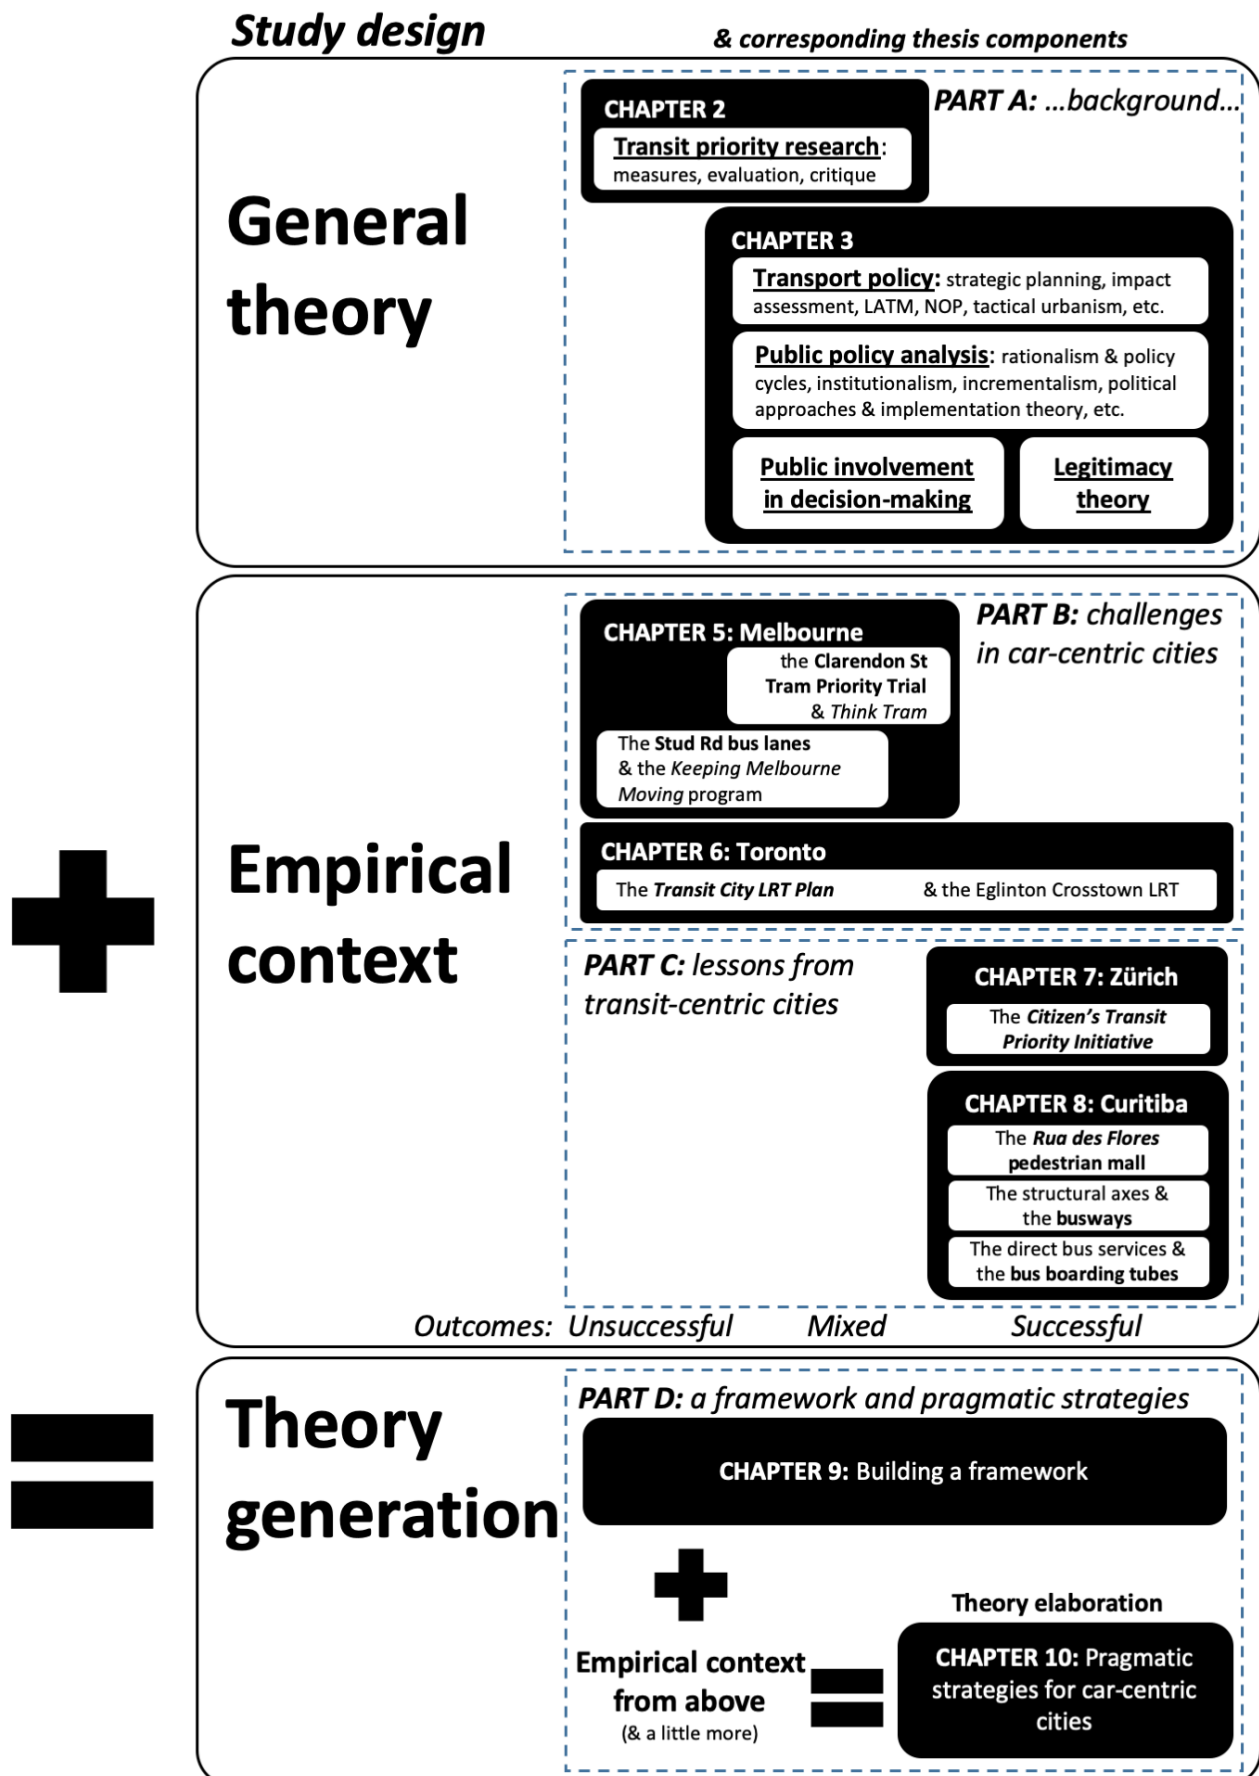 Study design
& corresponding thesis components
General
theory
PART A: ...background...
CHAPTER 2
Transit priority research:
measures, evaluation, critique
CHAPTER 3
Transport policy: strategic planning, impact
assessment, LATM, NOP, tactical urbanism, etc.
Public policy analysis: rationalism & policy
cycles, institutionalism, incrementalism, political
approaches & implementation theory, etc.
Public involvement
in decision-making
Legitimacy
theory
Empirical
context
PART B: challenges
in car-centric cities
CHAPTER 5: Melbourne
the Clarendon St
Tram Priority Trial
& Think Tram
The Stud Rd bus lanes
& the Keeping Melbourne
Moving program
CHAPTER 6: Toronto
The Transit City LRT Plan & the Eglinton Crosstown LRT
PART C: lessons from
transit-centric cities
CHAPTER 7: Zürich
The Citizen's Transit
Priority Initiative
CHAPTER 8: Curitiba
The Rua des Flores
pedestrian mall
The structural axes &
the busways
The direct bus services &
the bus boarding tubes
Outcomes: Unsuccessful Mixed Successful
Theory
generation
PART D: a framework and pragmatic strategies
CHAPTER 9: Building a framework
Empirical context
from above
(& a little more)
Theory elaboration
CHAPTER 10: Pragmatic
strategies for car-centric
cities